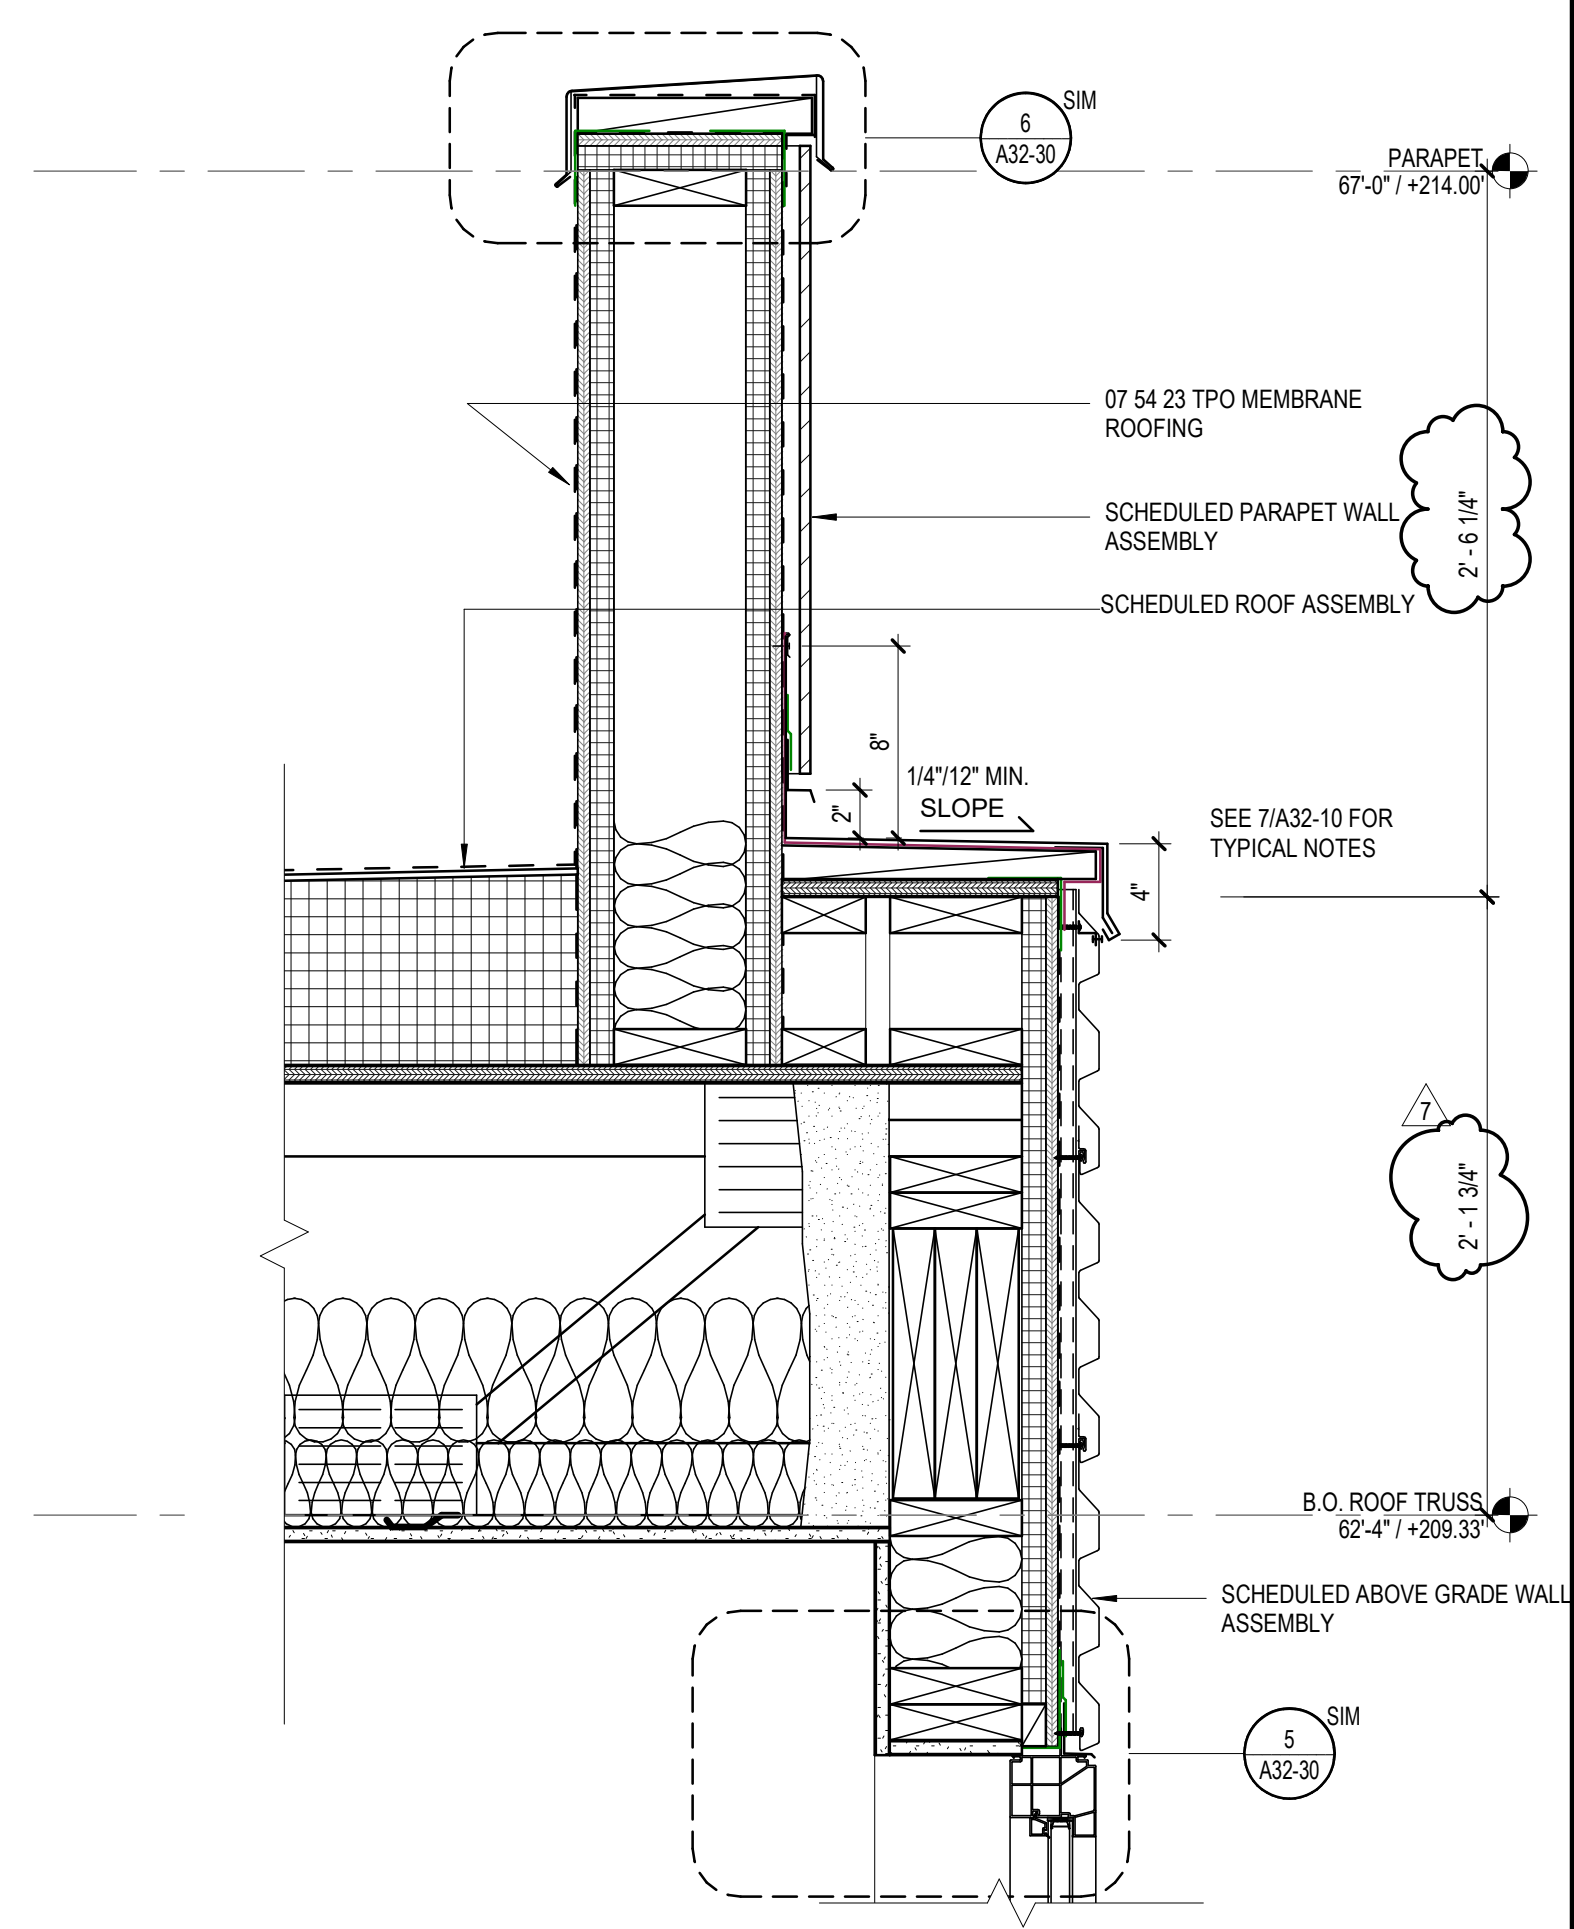 SIM
6
A32-30
PARAPET
67'-0" / +214.00'
07 54 23 TPO MEMBRANE
ROOFING
SCHEDULED PARAPET WALL
ASSEMBLY
2' - 6 1/4"
SCHEDULED ROOF ASSEMBLY
8"
1/4"/12" MIN.
SLOPE
2"
SEE 7/A32-10 FOR
TYPICAL NOTES
4"
7
2' - 1 3/4"
B.O. ROOF TRUSS
62'-4" / +209.33'
SCHEDULED ABOVE GRADE WALL
ASSEMBLY
SIM
5
A32-30